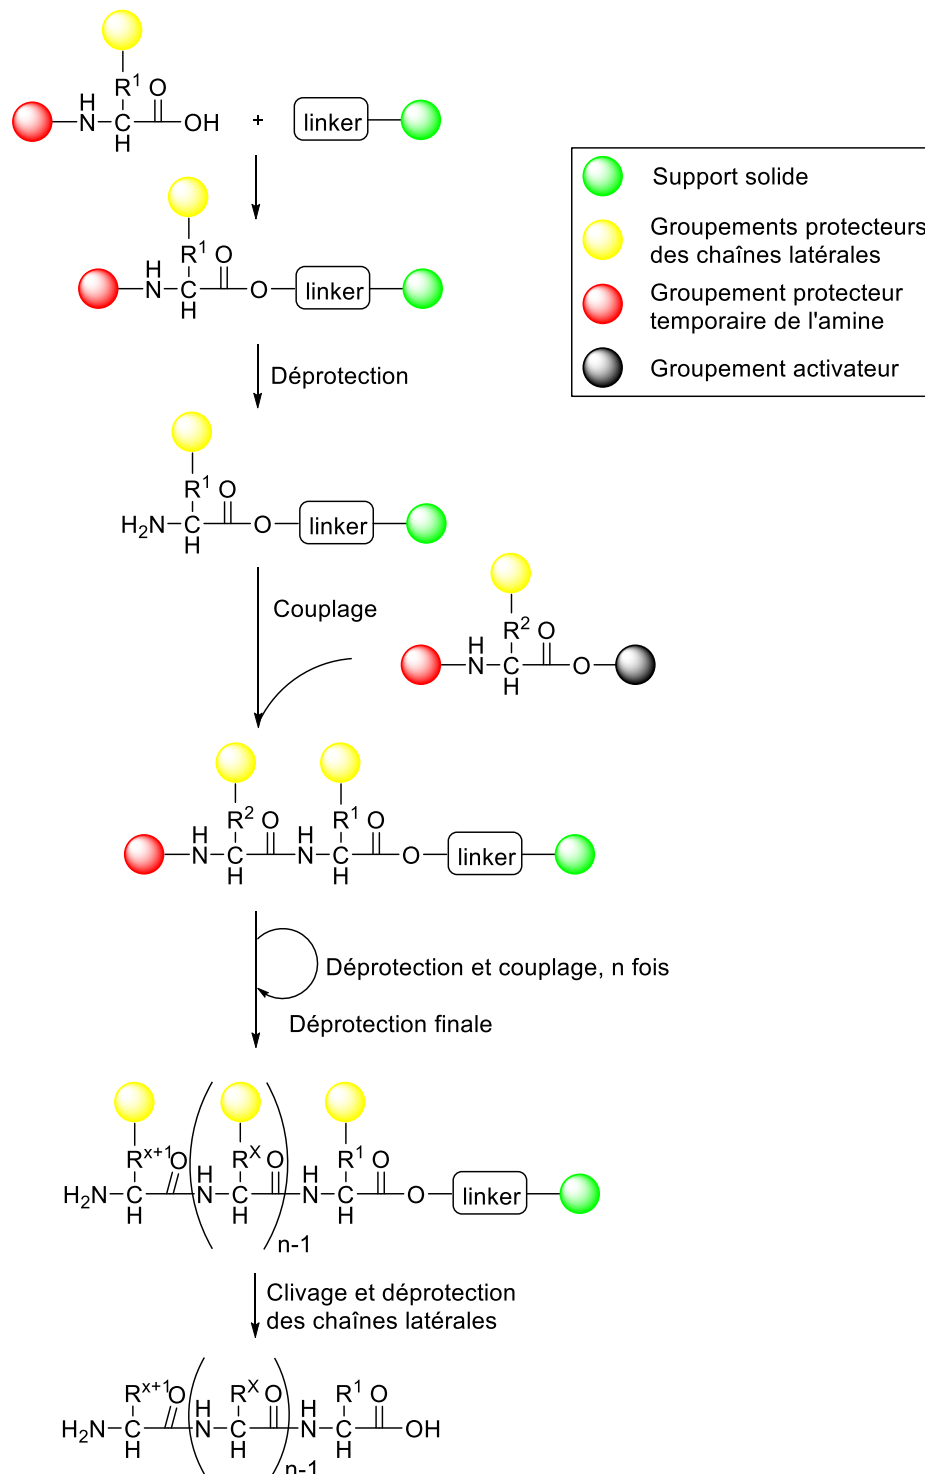 R1 O
H
N C OH + linker
H
R1 O
H
N C O linker
H
Support solide
Groupements protecteurs
des chaînes latérales
Groupement protecteur
temporaire de l'amine
Groupement activateur
Déprotection
R1 O
H2N C O linker
H
Couplage
R2 O
H
N C O
H
R2 O R1 O
H H
N C N C O linker
H H
Déprotection et couplage, n fois
Déprotection finale
Rx+1 O RX O R1 O
H H
H2N C N C N C O linker
H H H
n-1
Clivage et déprotection
des chaînes latérales
Rx+1 O RX O R1 O
H H
H2N C N C N C OH
H H H
n-1